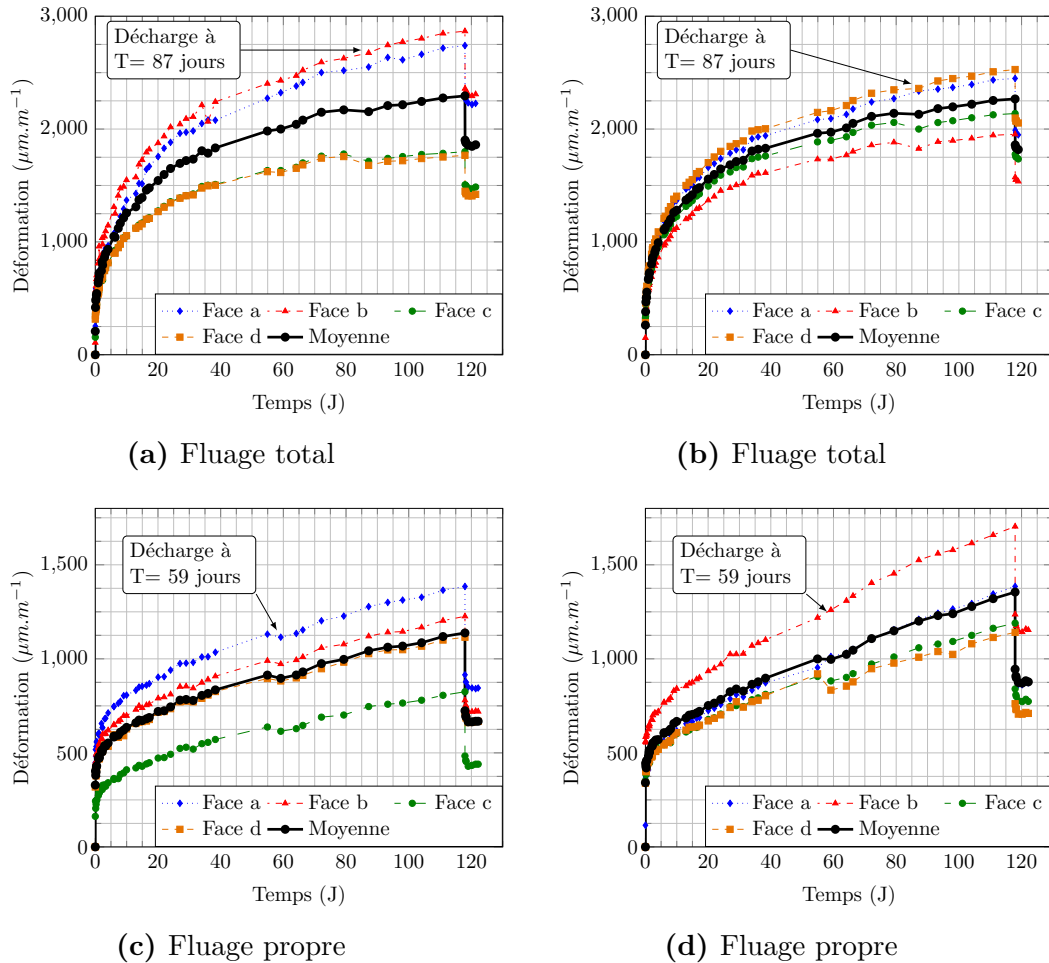 3,000
2,000
1,000
0
0 20 40 60 80 100 120
Déformation (μm.m⁻¹)
Temps (J)
Décharge à
T= 87 jours
Face a Face b Face c
Face d Moyenne
(a) Fluage total
3,000
2,000
1,000
0
0 20 40 60 80 100 120
Déformation (μm.m⁻¹)
Temps (J)
Décharge à
T= 87 jours
Face a Face b Face c
Face d Moyenne
(b) Fluage total
1,500
1,000
500
0
0 20 40 60 80 100 120
Déformation (μm.m⁻¹)
Temps (J)
Décharge à
T= 59 jours
Face a Face b Face c
Face d Moyenne
(c) Fluage propre
1,500
1,000
500
0
0 20 40 60 80 100 120
Déformation (μm.m⁻¹)
Temps (J)
Décharge à
T= 59 jours
Face a Face b Face c
Face d Moyenne
(d) Fluage propre